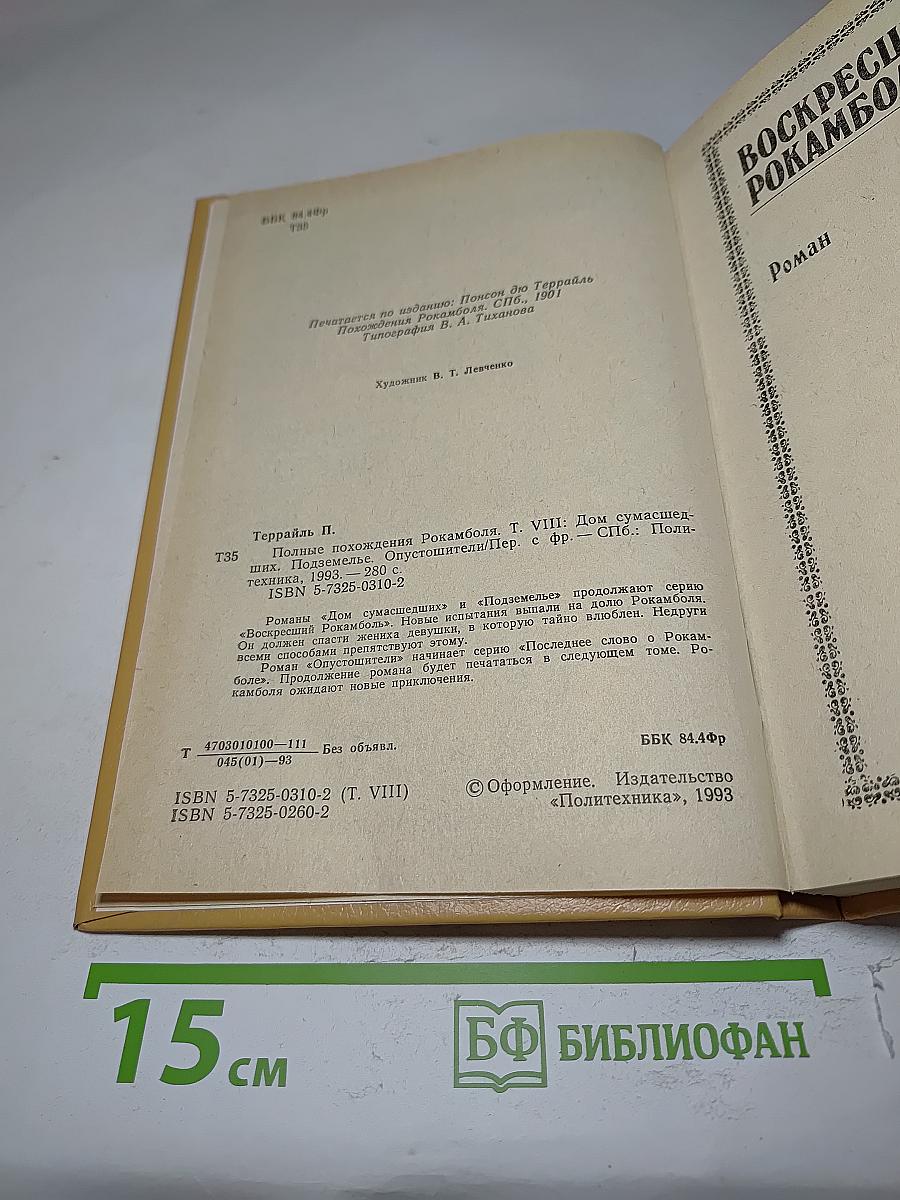 ББК 84.4Фр
Т35
Печатается по изданию: Понсон дю Террайль
Похождения Рокамболя. СПб., 1901
Типография В. А. Тиханова
Художник В. Т. Левченко
Террайль П.
Т35 Полные похождения Рокамболя. Т. VIII: Дом сумасшед-
ших. Подземелье. Опустошители/Пер. с фр. — СПб.: Поли-
техника, 1993. — 280 с.
ISBN 5-7325-0310-2
Романы «Дом сумасшедших» и «Подземелье» продолжают серию
«Воскресший Рокамболь». Новые испытания выпали на долю Рокамболя.
Он должен спасти жениха девушки, в которую тайно влюблен. Недруги
всеми способами препятствуют этому.
Роман «Опустошители» начинает серию «Последнее слово о Рокам-
боле». Продолжение романа будет печататься в следующем томе. Ро-
камболя ожидают новые приключения.
Т 4703010100—111 Без объявл.
045(01)—93
ББК 84.4Фр
ISBN 5-7325-0310-2 (Т. VIII)
ISBN 5-7325-0260-2
© Оформление. Издательство
«Политехника», 1993
ВОСКРЕСШ
РОКАМБО
Роман
15 см
БФ БИБЛИОФАН